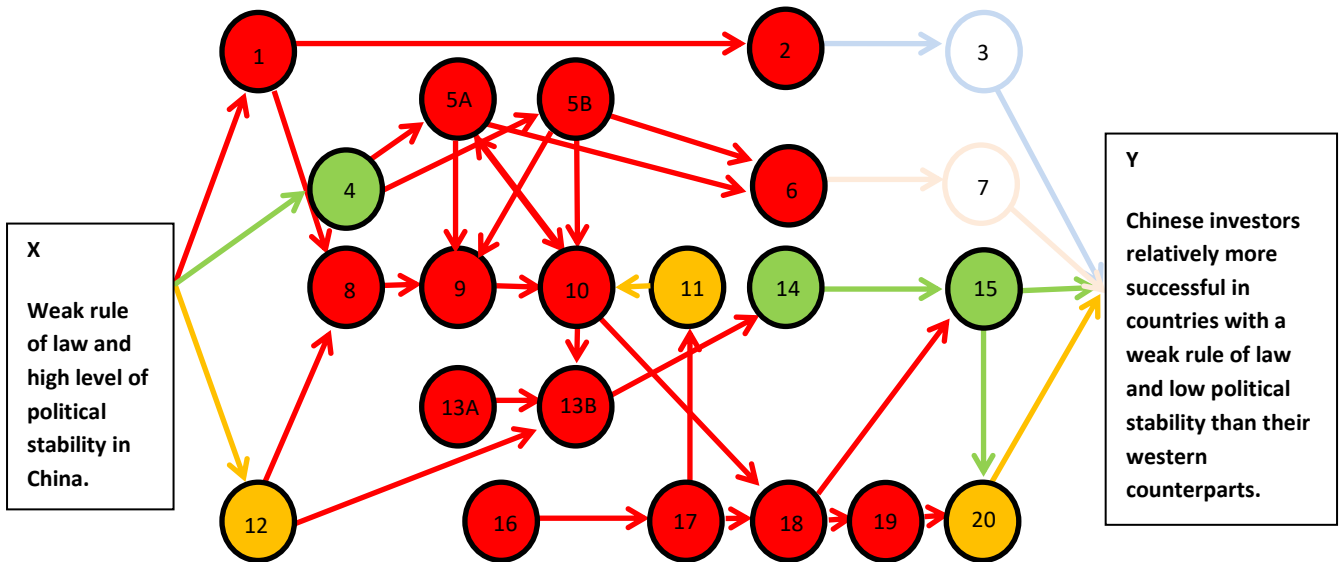 1
2
3
5A
5B
4
6
7
X
Weak rule
of law and
high level of
political
stability in
China.
8
9
10
11
14
15
13A
13B
12
16
17
18
19
20
Y
Chinese investors
relatively more
successful in
countries with a
weak rule of law
and low political
stability than their
western
counterparts.